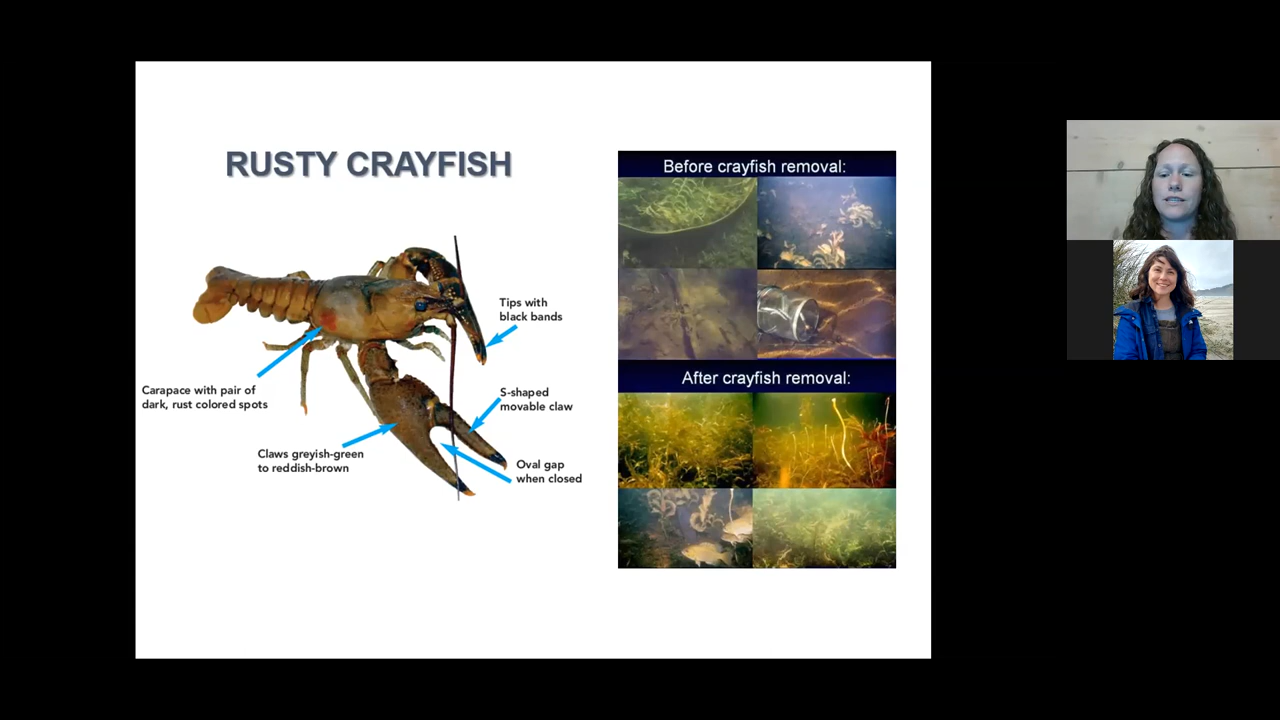 RUSTY CRAYFISH
Tips with
black bands
Carapace with pair of
dark, rust colored spots
S-shaped
movable claw
Claws greyish-green
to reddish-brown
Oval gap
when closed
Before crayfish removal:
After crayfish removal: